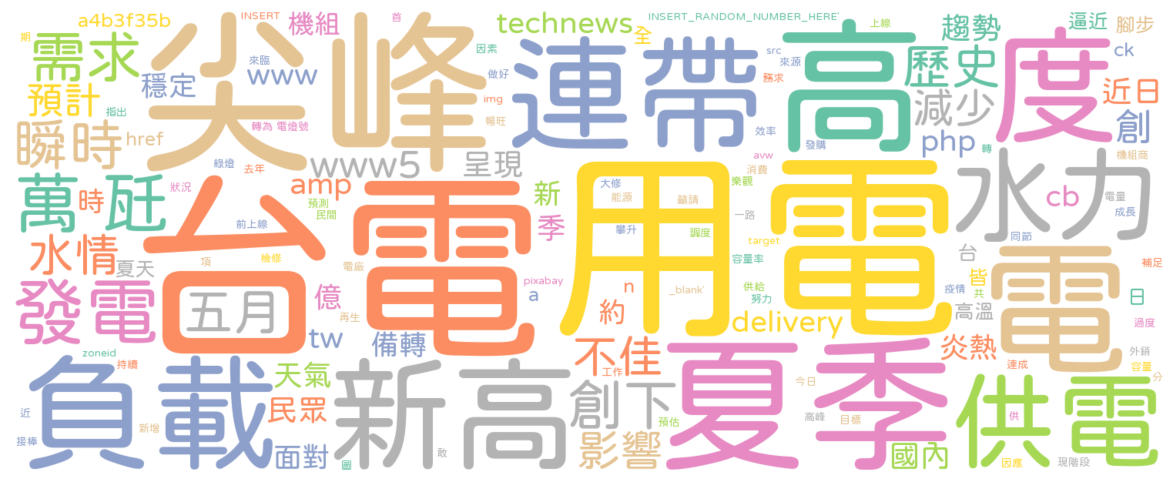 a4b3f35b
INSERT
機組
首
technews
INSERT_RANDOM_NUMBER_HERE'
上線
趨勢
逼近
腳步
期
需求
來臨
www
尖
峰
因素
做好
連帶
全
src
來源
高
歷史
度
ck
近日
預計
指出
穩定
img
務求
減少
創
瞬時
href
轉為 電燈號
暢旺
效率
發購
php
轉
機組商
綠燈
去年
www5
呈現
avw
消費
水力
萬瓩
時
狀況
amp
預測
民間
新
季
大修
能源
籲請
樂觀
一路
cb
電量
成長
水情
夏天
前上線
台電
攀升
用電
調度
target
容量率
同節
台
電
補足
項
檢修
電廠
pixabay
發電
五月
億
a
n
約
_blank'
供給
努力
皆
共
疫情
高溫
日
過度
再生
tw
備轉
delivery
外銷
zoneid
持續
不佳
工作
夏季
炎熱
達成
容量
分
負載
天氣
民眾
新高
創下
今日
供電
近
接棒
新增
面對
圖
敢
影響
預估
高峰
目標
國內
供
因應
現階段